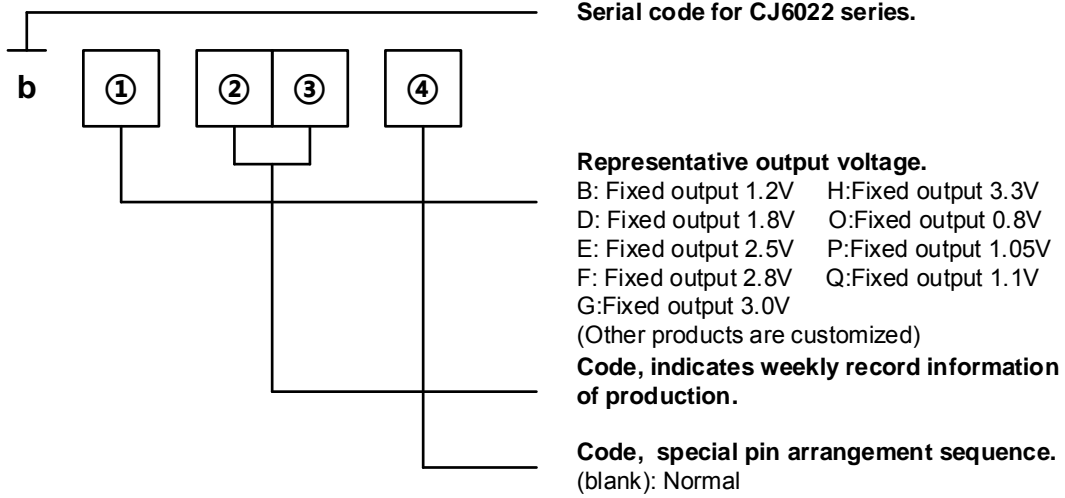 Serial code for CJ6022 series.
b ① ② ③ ④
Representative output voltage.
B: Fixed output 1.2V H:Fixed output 3.3V
D: Fixed output 1.8V O:Fixed output 0.8V
E: Fixed output 2.5V P:Fixed output 1.05V
F: Fixed output 2.8V Q:Fixed output 1.1V
G:Fixed output 3.0V
(Other products are customized)
Code, indicates weekly record information
of production.
Code, special pin arrangement sequence.
(blank): Normal